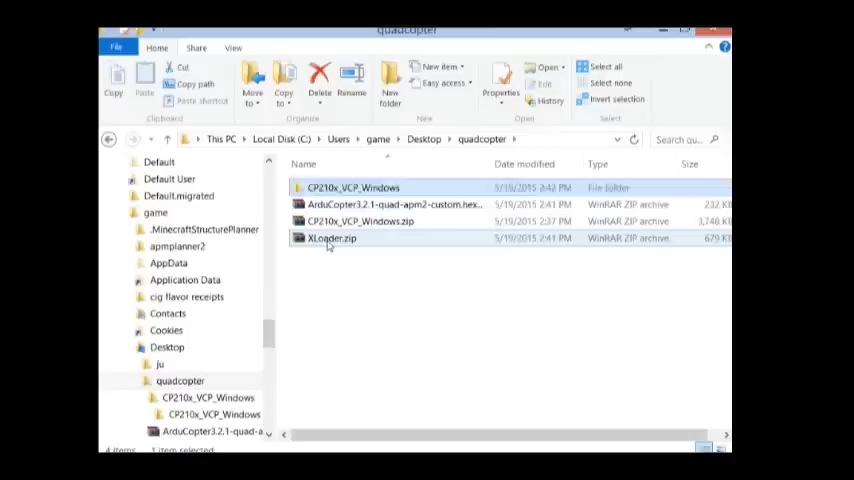 quadcopter
File Home Share View
Copy
Paste
Cut
Copy path
Paste shortcut
Clipboard
Move to
Copy to
Delete
Rename
Organize
New folder
New item
Easy access
New
Properties
Open
Edit
History
Open
Select all
Select none
Invert selection
Select
This PC Local Disk (C:) Users game Desktop quadcopter
Search qu...
Name Date modified Type Size
CP210x_VCP_Windows 5/19/2015 2:42 PM File folder
ArduCopter3.2.1-quad-apm2-custom.hex... 5/19/2015 2:41 PM WinRAR ZIP archive 232 K
CP210x_VCP_Windows.zip 5/19/2015 2:37 PM WinRAR ZIP archive 3,748 K
XLoader.zip 5/19/2015 2:41 PM WinRAR ZIP archive 679 K
Default
Default User
Default.migrated
game
.MinecraftStructurePlanner
apmplanner2
AppData
Application Data
cig flavor receipts
Contacts
Cookies
Desktop
ju
quadcopter
CP210x_VCP_Windows
CP210x_VCP_Windows
ArduCopter3.2.1-quad-a
4 items 1 item selected